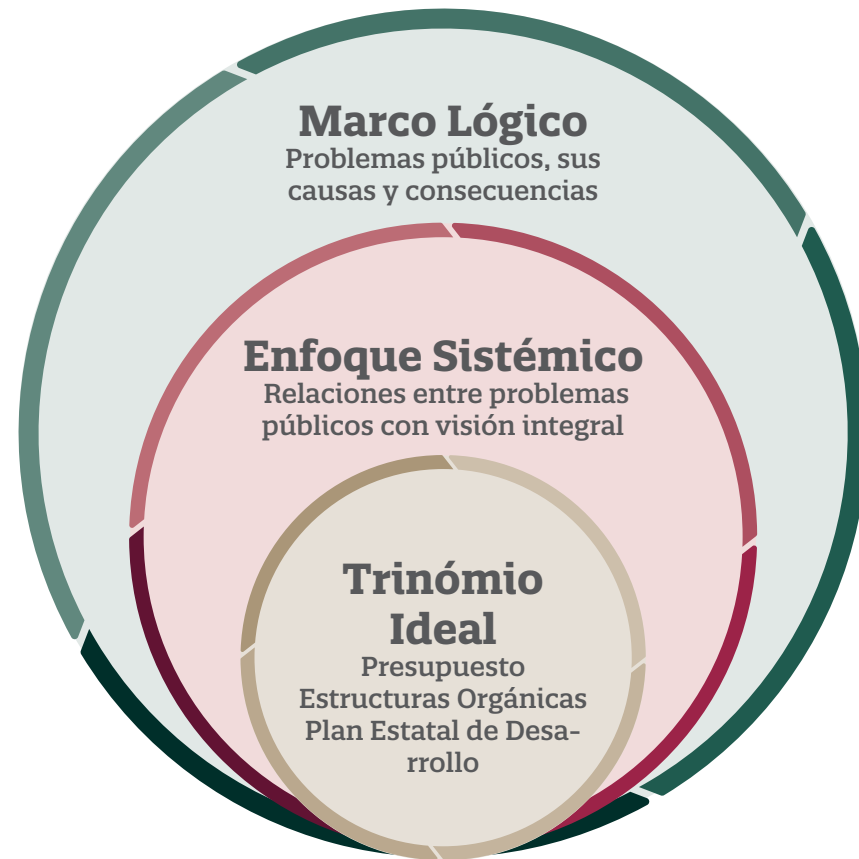 Marco Lógico
Problemas públicos, sus
causas y consecuencias
Enfoque Sistémico
Relaciones entre problemas
públicos con visión integral
Trinómio
Ideal
Presupuesto
Estructuras Orgánicas
Plan Estatal de Desa-
rrollo